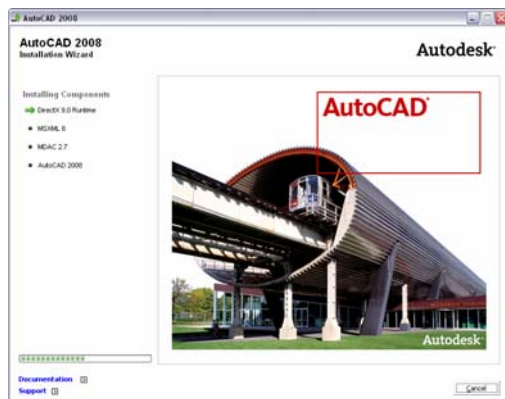 AutoCAD 2008
AutoCAD 2008
Installation Wizard
Autodesk
Installing Components
DirectX 9.0 Runtime
MSXML 6
MDAC 2.7
AutoCAD 2008
AutoCAD
Autodesk
Documentation
Support
Cancel